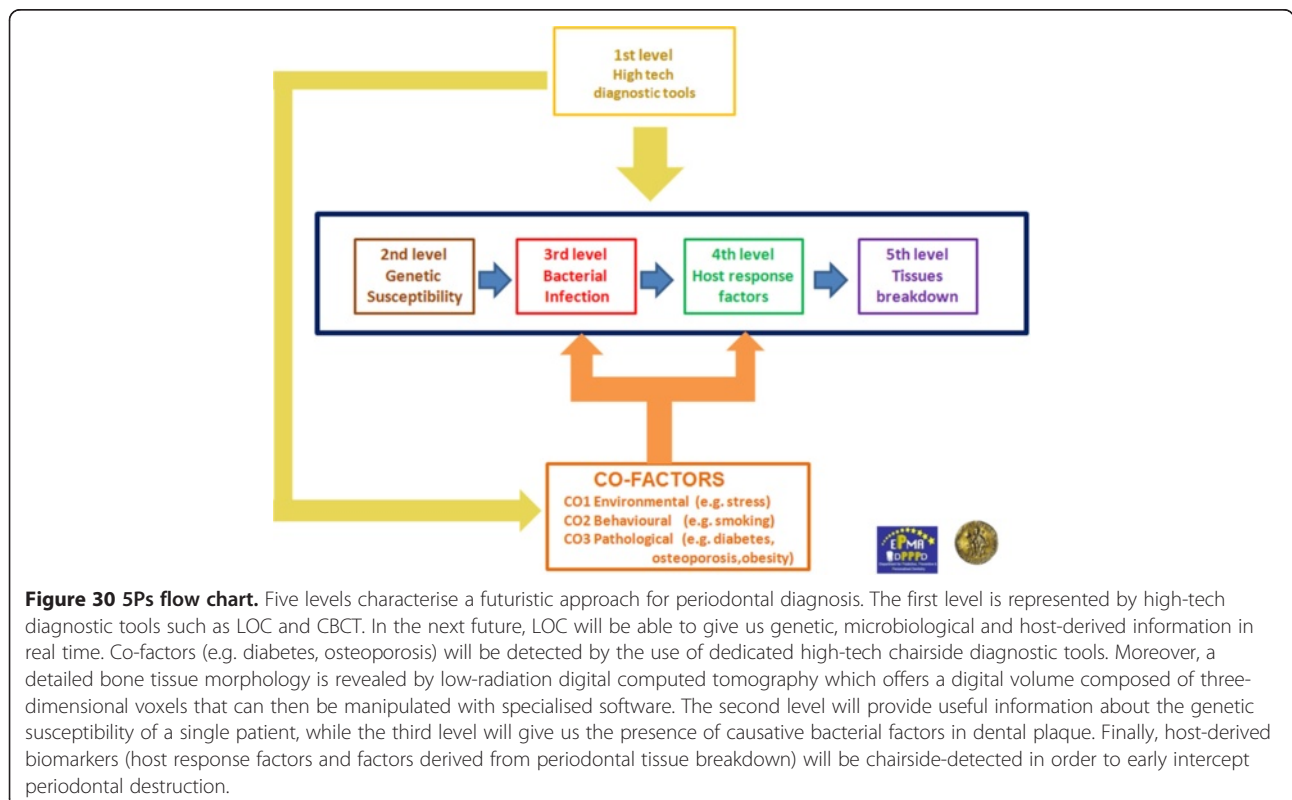 1st level
High tech
diagnostic tools
2nd level
Genetic
Susceptibility
3rd level
Bacterial
Infection
4th level
Host response
factors
5th level
Tissues
breakdown
CO-FACTORS
CO1 Environmental (e.g. stress)
CO2 Behavioural (e.g. smoking)
CO3 Pathological (e.g. diabetes,
osteoporosis,obesity)
EPMA
DPPPD
Figure 30 5Ps flow chart. Five levels characterise a futuristic approach for periodontal diagnosis. The first level is represented by high-tech
diagnostic tools such as LOC and CBCT. In the next future, LOC will be able to give us genetic, microbiological and host-derived information in
real time. Co-factors (e.g. diabetes, osteoporosis) will be detected by the use of dedicated high-tech chairside diagnostic tools. Moreover, a
detailed bone tissue morphology is revealed by low-radiation digital computed tomography which offers a digital volume composed of three-
dimensional voxels that can then be manipulated with specialised software. The second level will provide useful information about the genetic
susceptibility of a single patient, while the third level will give us the presence of causative bacterial factors in dental plaque. Finally, host-derived
biomarkers (host response factors and factors derived from periodontal tissue breakdown) will be chairside-detected in order to early intercept
periodontal destruction.